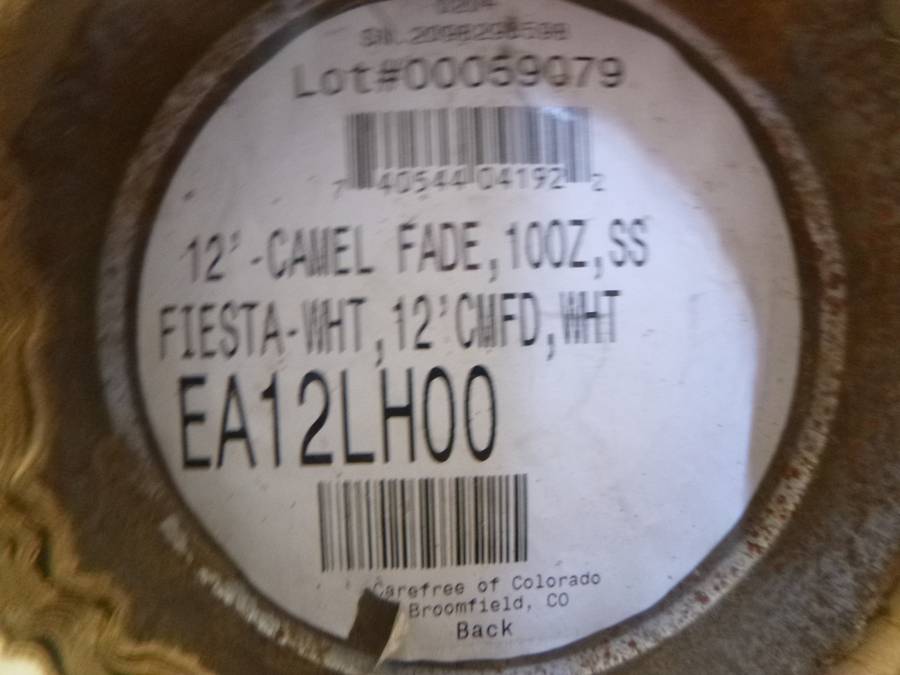 Lot#00059079
7 40544 04192 2
12'-CAMEL FADE,10OZ,SS
FIESTA-WHT,12'CMFD,WHT
EA12LH00
Carefree of Colorado
Broomfield, CO
Back